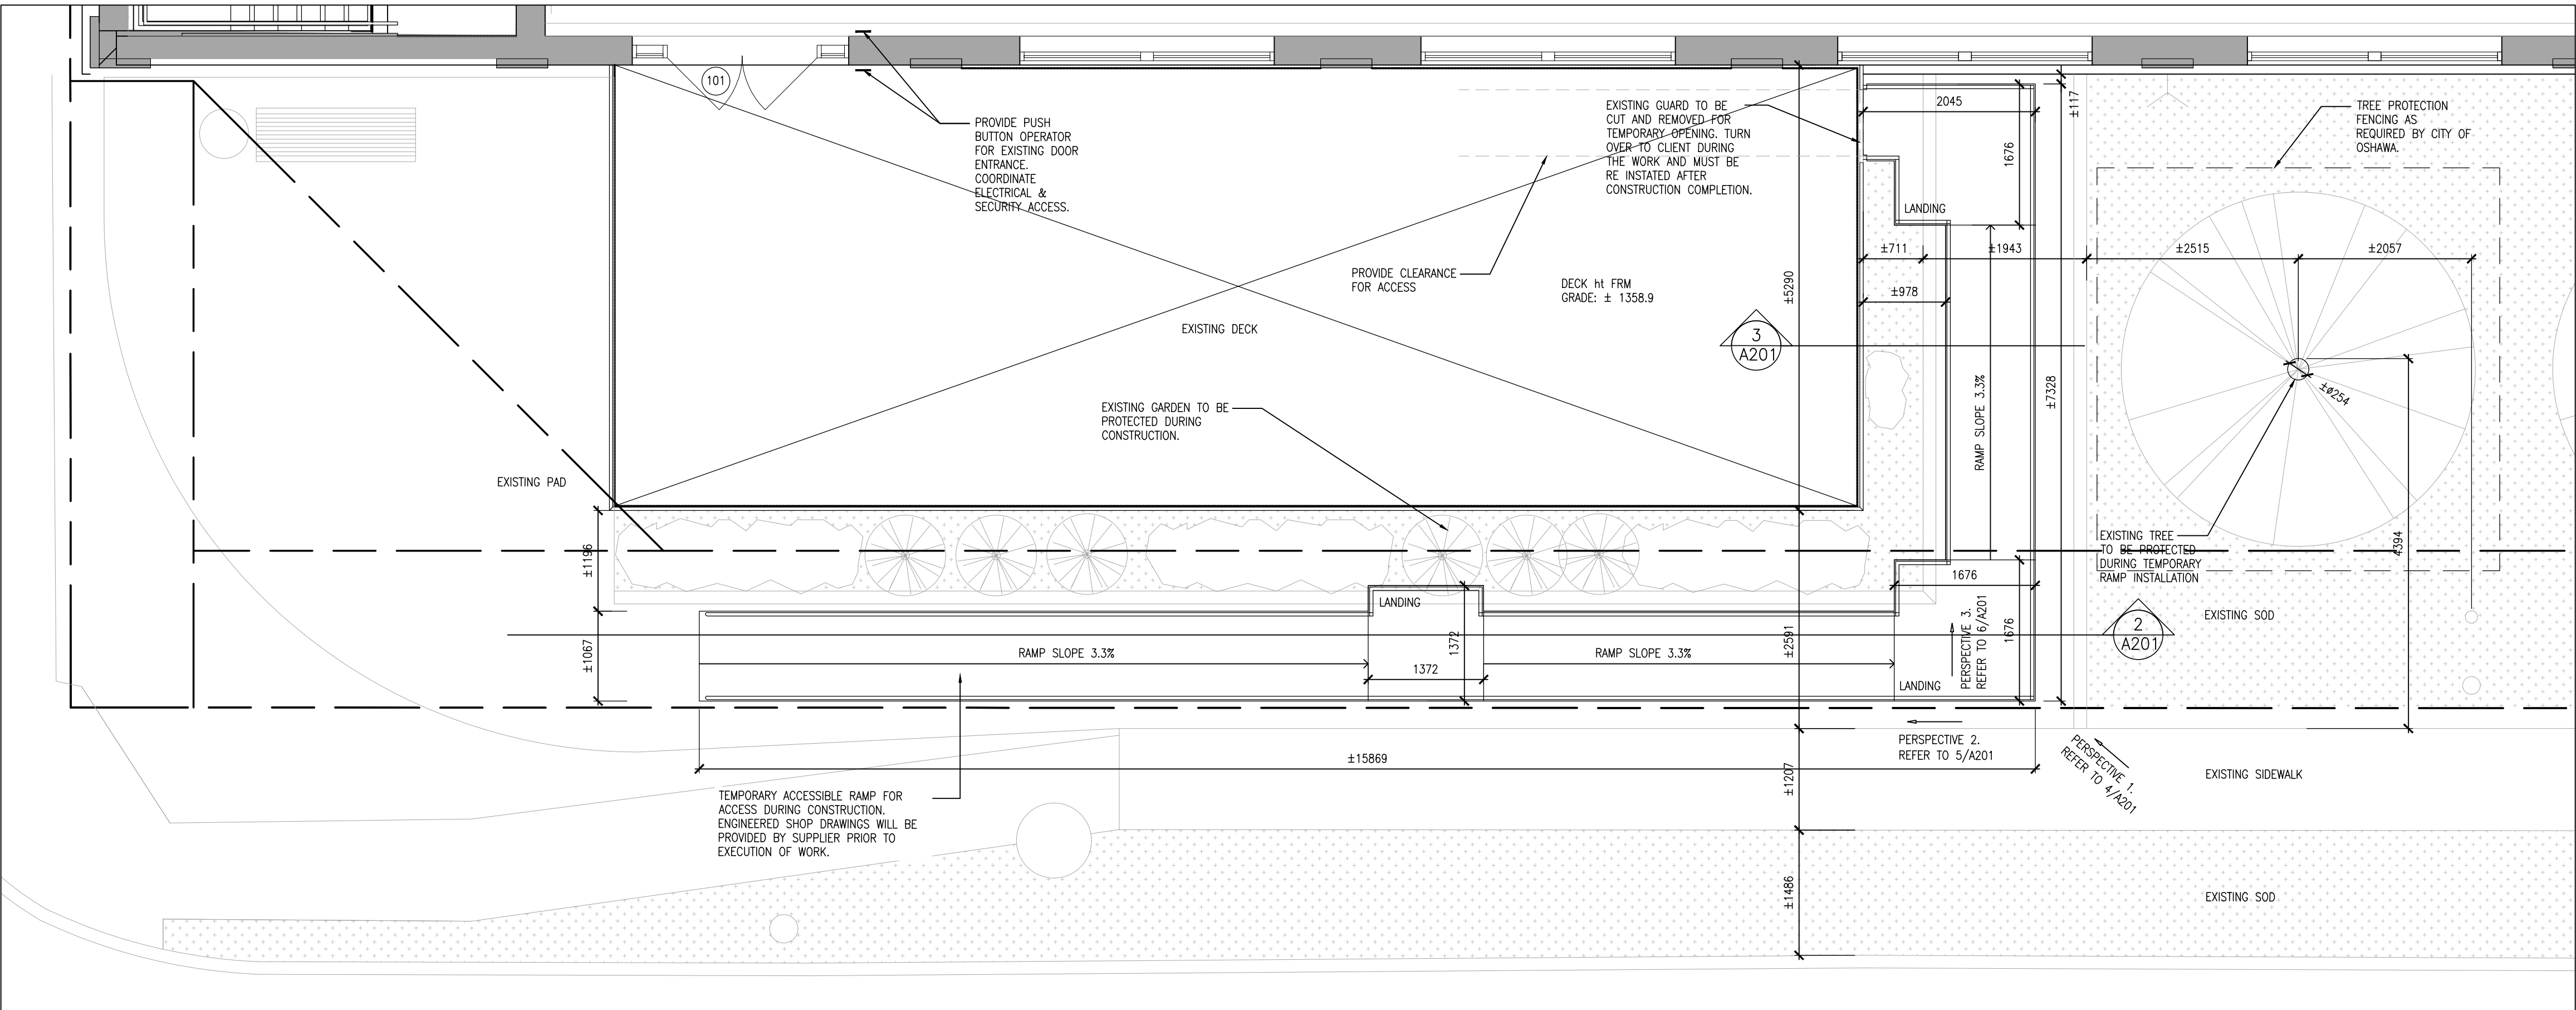 101
PROVIDE PUSH
BUTTON OPERATOR
FOR EXISTING DOOR
ENTRANCE.
COORDINATE
ELECTRICAL &
SECURITY ACCESS.
EXISTING GUARD TO BE
CUT AND REMOVED FOR
TEMPORARY OPENING. TURN
OVER TO CLIENT DURING
THE WORK AND MUST BE
RE INSTATED AFTER
CONSTRUCTION COMPLETION.
2045
±117
1676
TREE PROTECTION
FENCING AS
REQUIRED BY CITY OF
OSHAWA.
LANDING
±711
±1943
±2515
±2057
PROVIDE CLEARANCE
FOR ACCESS
DECK ht FRM
GRADE: ± 1358.9
±5290
±978
EXISTING DECK
3
A201
RAMP SLOPE 3.3%
±7328
±ø254
EXISTING GARDEN TO BE
PROTECTED DURING
CONSTRUCTION.
EXISTING PAD
±1196
EXISTING TREE
TO BE PROTECTED
DURING TEMPORARY
RAMP INSTALLATION
4394
1676
LANDING
EXISTING SOD
2
A201
±1067
RAMP SLOPE 3.3%
1372
1372
RAMP SLOPE 3.3%
±2591
LANDING
PERSPECTIVE 3.
REFER TO 6/A201
1676
PERSPECTIVE 2.
REFER TO 5/A201
PERSPECTIVE 1.
REFER TO 4/A201
±15869
±1207
EXISTING SIDEWALK
TEMPORARY ACCESSIBLE RAMP FOR
ACCESS DURING CONSTRUCTION.
ENGINEERED SHOP DRAWINGS WILL BE
PROVIDED BY SUPPLIER PRIOR TO
EXECUTION OF WORK.
±1486
EXISTING SOD